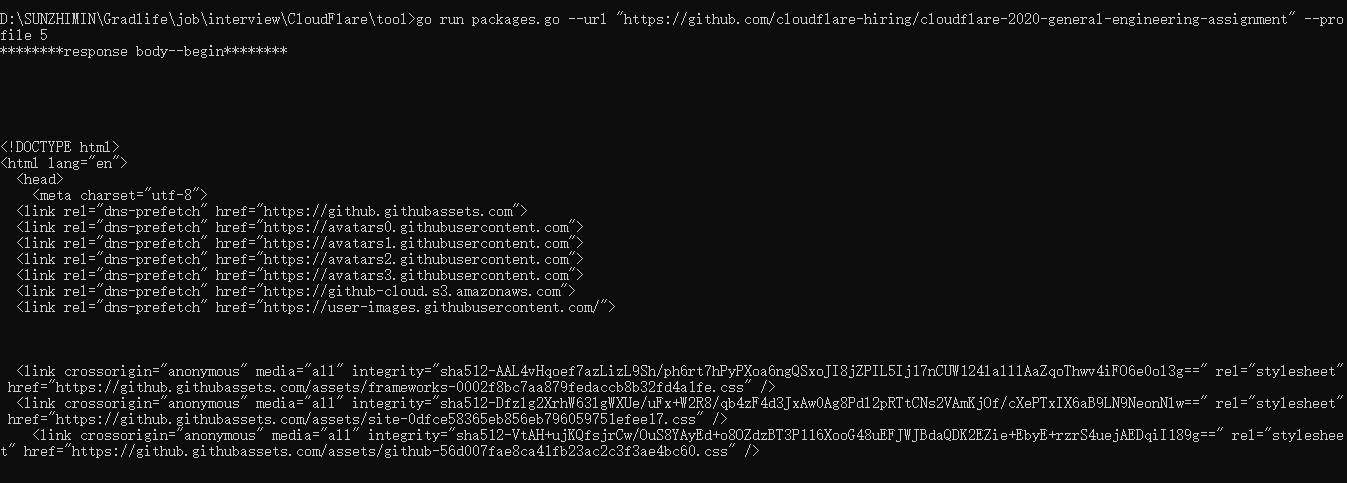 D:\SUNZHIMIN\Gradlife\job\interview\CloudFlare\tool>go run packages.go --url "https://github.com/cloudflare-hiring/cloudflare-2020-general-engineering-assignment" --pro
file 5
********response body--begin********
<!DOCTYPE html>
<html lang="en">
<head>
<meta charset="utf-8">
<link rel="dns-prefetch" href="https://github.githubassets.com">
<link rel="dns-prefetch" href="https://avatars0.githubusercontent.com">
<link rel="dns-prefetch" href="https://avatars1.githubusercontent.com">
<link rel="dns-prefetch" href="https://avatars2.githubusercontent.com">
<link rel="dns-prefetch" href="https://avatars3.githubusercontent.com">
<link rel="dns-prefetch" href="https://github-cloud.s3.amazonaws.com">
<link rel="dns-prefetch" href="https://user-images.githubusercontent.com/">
<link crossorigin="anonymous" media="all" integrity="sha512-AAL4vHqoef7azLizL9Sh/ph6rt7hPyPXoa6ngQSxoJI8jZPIL5Ij17nCUW1241a111AaZqoThwv4iFO6e0o13g==" rel="stylesheet"
href="https://github.githubassets.com/assets/frameworks-0002f8bc7aa879fedaccb8b32fd4a1fe.css" />
<link crossorigin="anonymous" media="all" integrity="sha512-Dfzlg2XrhW631gWXUe/uFx+W2R8/qb4zF4d3JxAwOAg8Pd12pRTtCNs2VAmKjOf/cXePTxIX6aB9LN9NeonN1w==" rel="stylesheet"
href="https://github.githubassets.com/assets/site-0dfce58365eb856eb796059751efee17.css" />
<link crossorigin="anonymous" media="all" integrity="sha512-VtAH+ujKQfsjrCw/OuS8YAyEd+o8OZdzBT3P116XooG48uEFJWJBdaQDK2EZie+EbyE+rzrS4uejAEDqiI189g==" rel="styleshee
t" href="https://github.githubassets.com/assets/github-56d007fae8ca41fb23ac2c3f3ae4bc60.css" />